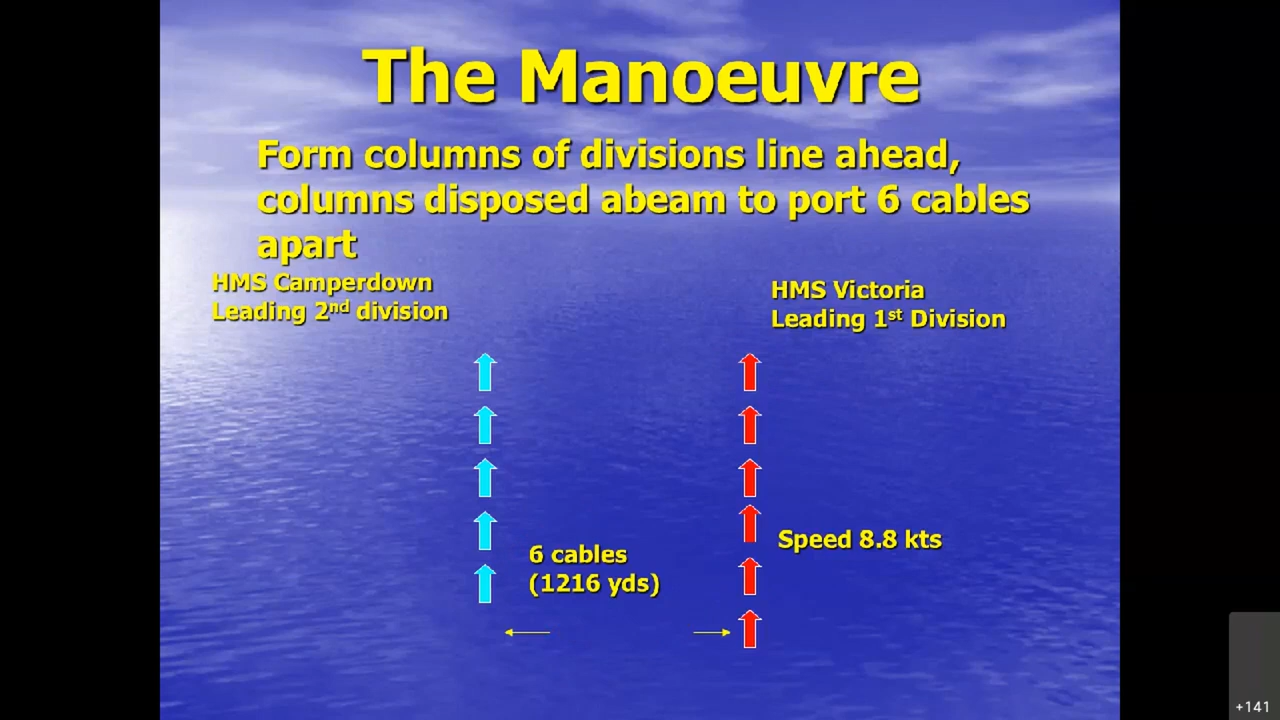 The Manoeuvre
Form columns of divisions line ahead,
columns disposed abeam to port 6 cables
apart
HMS Camperdown
Leading 2nd division
HMS Victoria
Leading 1st Division
Speed 8.8 kts
6 cables
(1216 yds)
+141